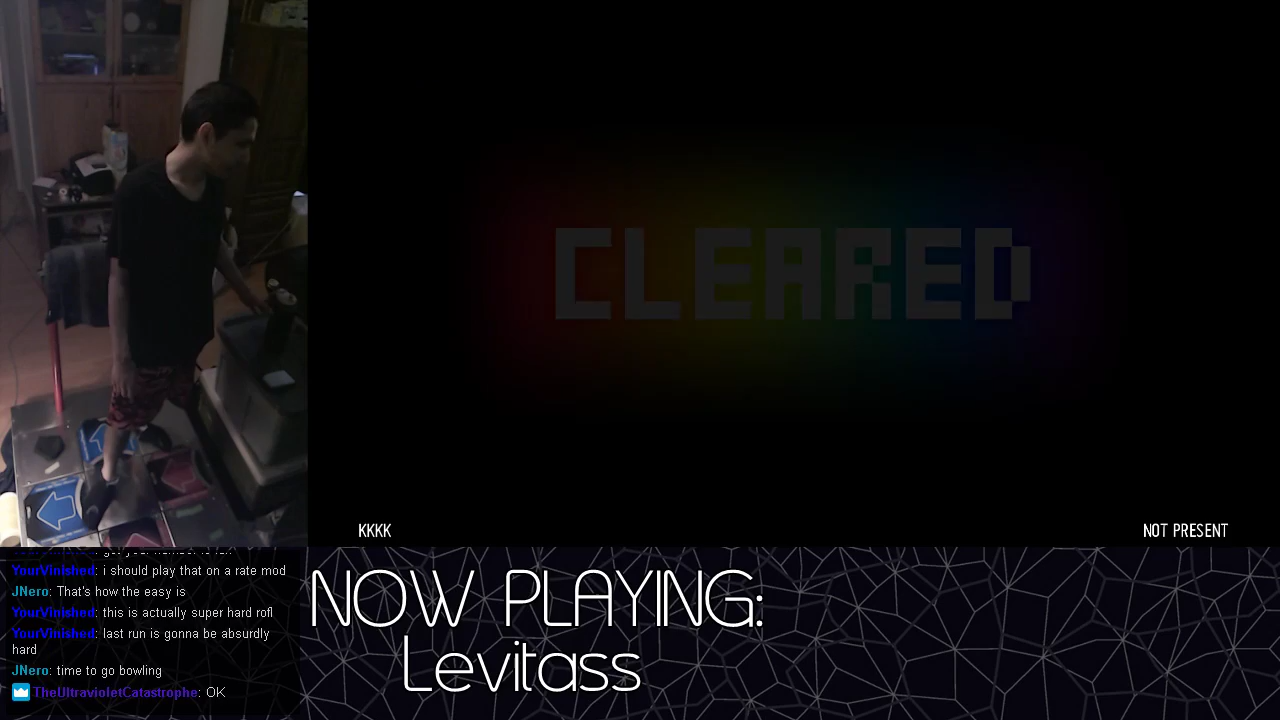 CLEARED
KKKK
NOT PRESENT
YourVinished: i should play that on a rate mod
JNero: That's how the easy is
YourVinished: this is actually super hard rofl
YourVinished: last run is gonna be absurdly
hard
JNero: time to go bowling
TheUltravioletCatastrophe: OK
NOW PLAYING:
Levitass